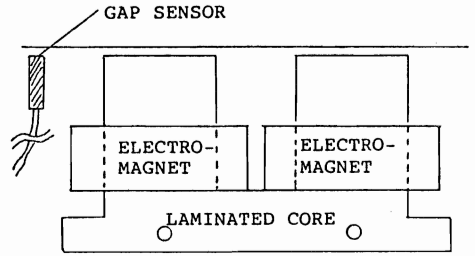 GAP SENSOR
ELECTRO-
MAGNET
ELECTRO-
MAGNET
LAMINATED CORE